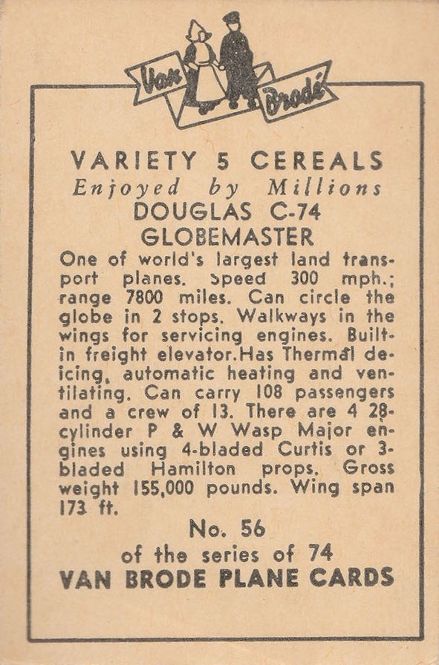 Van Brodé
VARIETY 5 CEREALS
Enjoyed by Millions
DOUGLAS C-74
GLOBEMASTER
One of world's largest land trans-
port planes. Speed 300 mph.;
range 7800 miles. Can circle the
globe in 2 stops. Walkways in the
wings for servicing engines. Built-
in freight elevator.Has Thermal de-
icing, automatic heating and ven-
tilating. Can carry 108 passengers
and a crew of 13. There are 4 28-
cylinder P & W Wasp Major en-
gines using 4-bladed Curtis or 3-
bladed Hamilton props. Gross
weight 155,000 pounds. Wing span
173 ft.
No. 56
of the series of 74
VAN BRODE PLANE CARDS